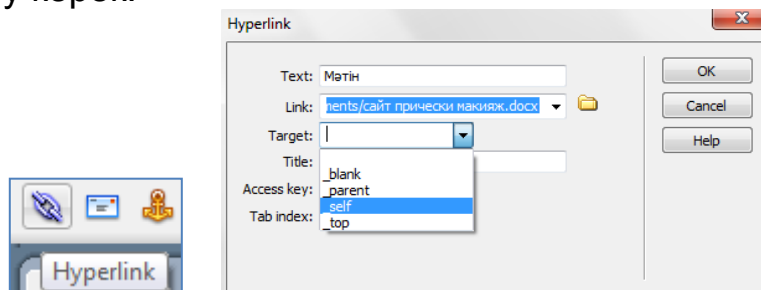 Hyperlink
Text: Мәтін
OK
Link: nents/сайт прически макияж.docx
Cancel
Target:
Help
Title:
_blank
Access key: _parent
_self
Tab index: _top
Hyperlink